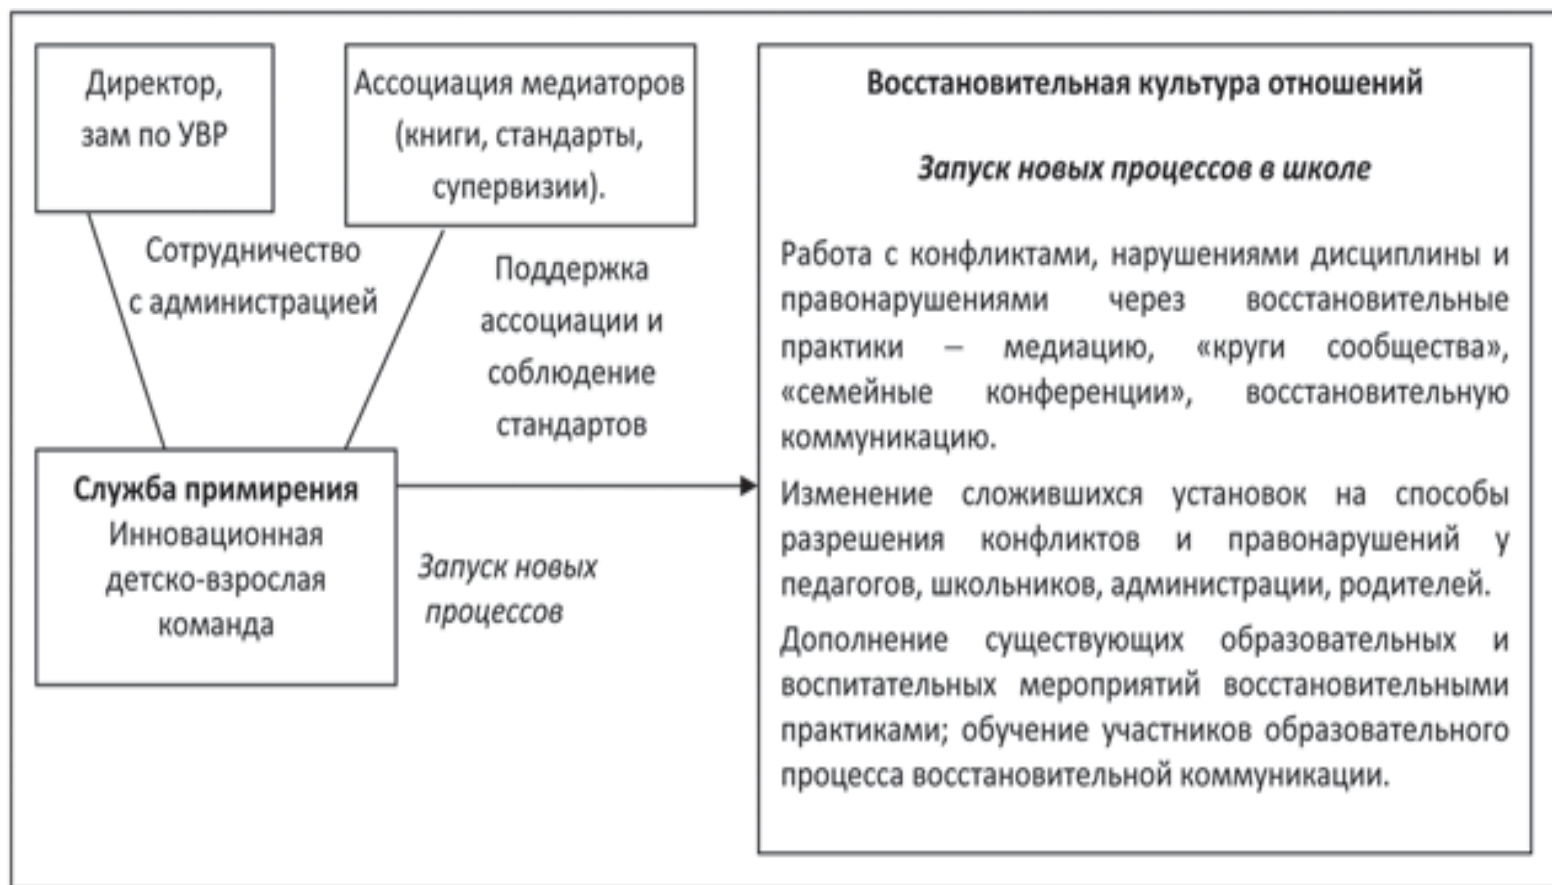 Директор,
зам по УВР
Ассоциация медиаторов
(книги, стандарты,
супервизии).
Сотрудничество
с администрацией
Поддержка
ассоциации и
соблюдение
стандартов
Служба примирения
Инновационная
детско-взрослая
команда
Запуск новых
процессов
Восстановительная культура отношений
Запуск новых процессов в школе
Работа с конфликтами, нарушениями дисциплины и
правонарушениями через восстановительные
практики – медиацию, «круги сообщества»,
«семейные конференции», восстановительную
коммуникацию.
Изменение сложившихся установок на способы
разрешения конфликтов и правонарушений у
педагогов, школьников, администрации, родителей.
Дополнение существующих образовательных и
воспитательных мероприятий восстановительными
практиками; обучение участников образовательного
процесса восстановительной коммуникации.